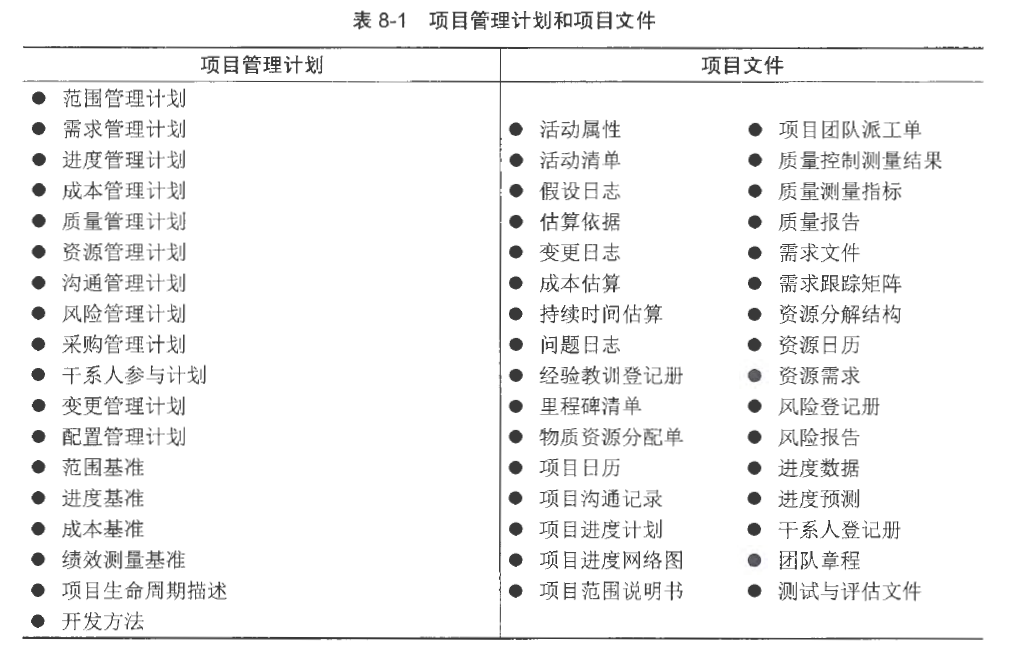 表 8-1 项目管理计划和项目文件
项目管理计划 项目文件
● 范围管理计划
● 需求管理计划 ● 活动属性 ● 项目团队派工单
● 进度管理计划 ● 活动清单 ● 质量控制测量结果
● 成本管理计划 ● 假设日志 ● 质量测量指标
● 质量管理计划 ● 估算依据 ● 质量报告
● 资源管理计划 ● 变更日志 ● 需求文件
● 沟通管理计划 ● 成本估算 ● 需求跟踪矩阵
● 风险管理计划 ● 持续时间估算 ● 资源分解结构
● 采购管理计划 ● 问题日志 ● 资源日历
● 干系人参与计划 ● 经验教训登记册 ● 资源需求
● 变更管理计划 ● 里程碑清单 ● 风险登记册
● 配置管理计划 ● 物质资源分配单 ● 风险报告
● 范围基准 ● 项目日历 ● 进度数据
● 进度基准 ● 项目沟通记录 ● 进度预测
● 成本基准 ● 项目进度计划 ● 干系人登记册
● 绩效测量基准 ● 项目进度网络图 ● 团队章程
● 项目生命周期描述 ● 项目范围说明书 ● 测试与评估文件
● 开发方法